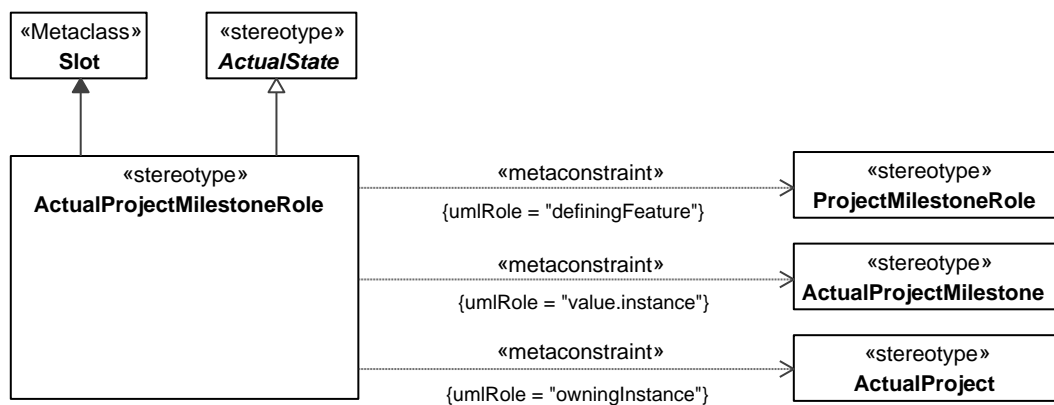 «Metaclass»
Slot
«stereotype»
ActualState
«stereotype»
ActualProjectMilestoneRole
«metaconstraint»
{umlRole = "definingFeature"}
«stereotype»
ProjectMilestoneRole
«metaconstraint»
{umlRole = "value.instance"}
«stereotype»
ActualProjectMilestone
«metaconstraint»
{umlRole = "owningInstance"}
«stereotype»
ActualProject